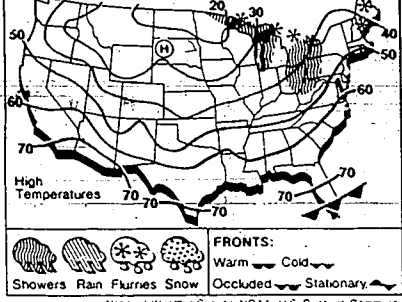 20 30
50 40
H 50
60 60
70 70
High
Temperatures
70 70 70 70
Showers Rain Flurries Snow
FRONTS:
Warm Cold
Occluded Stationary